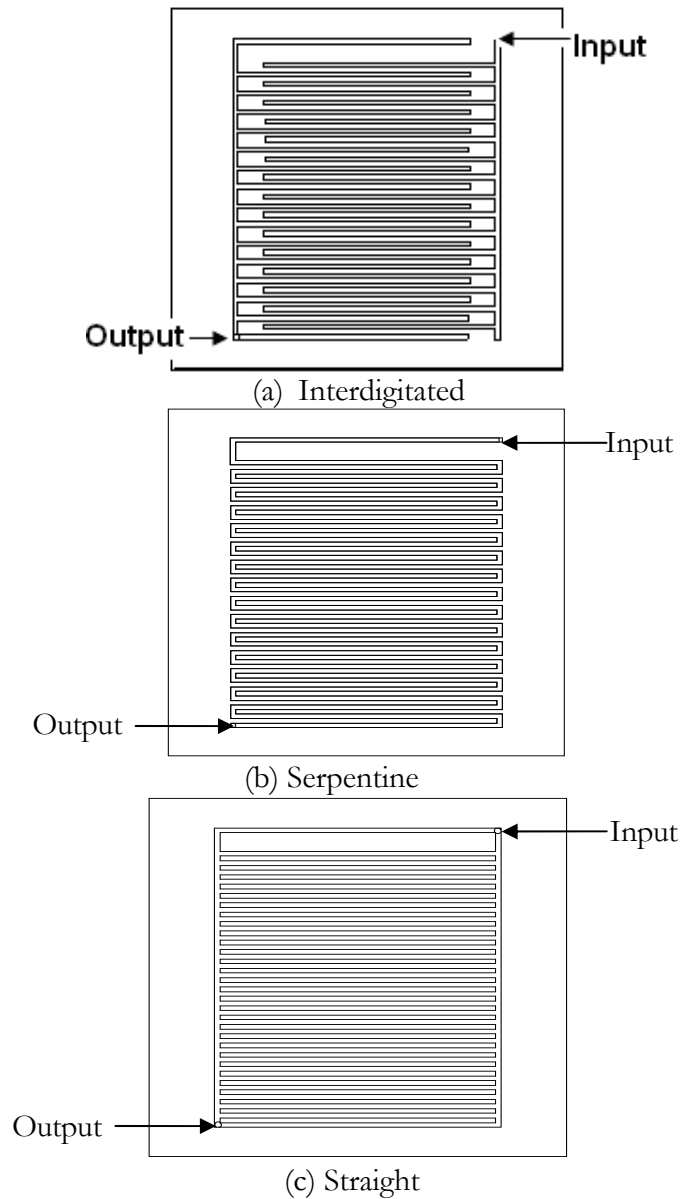 Input
Output
(a) Interdigitated
Input
Output
(b) Serpentine
Input
Output
(c) Straight